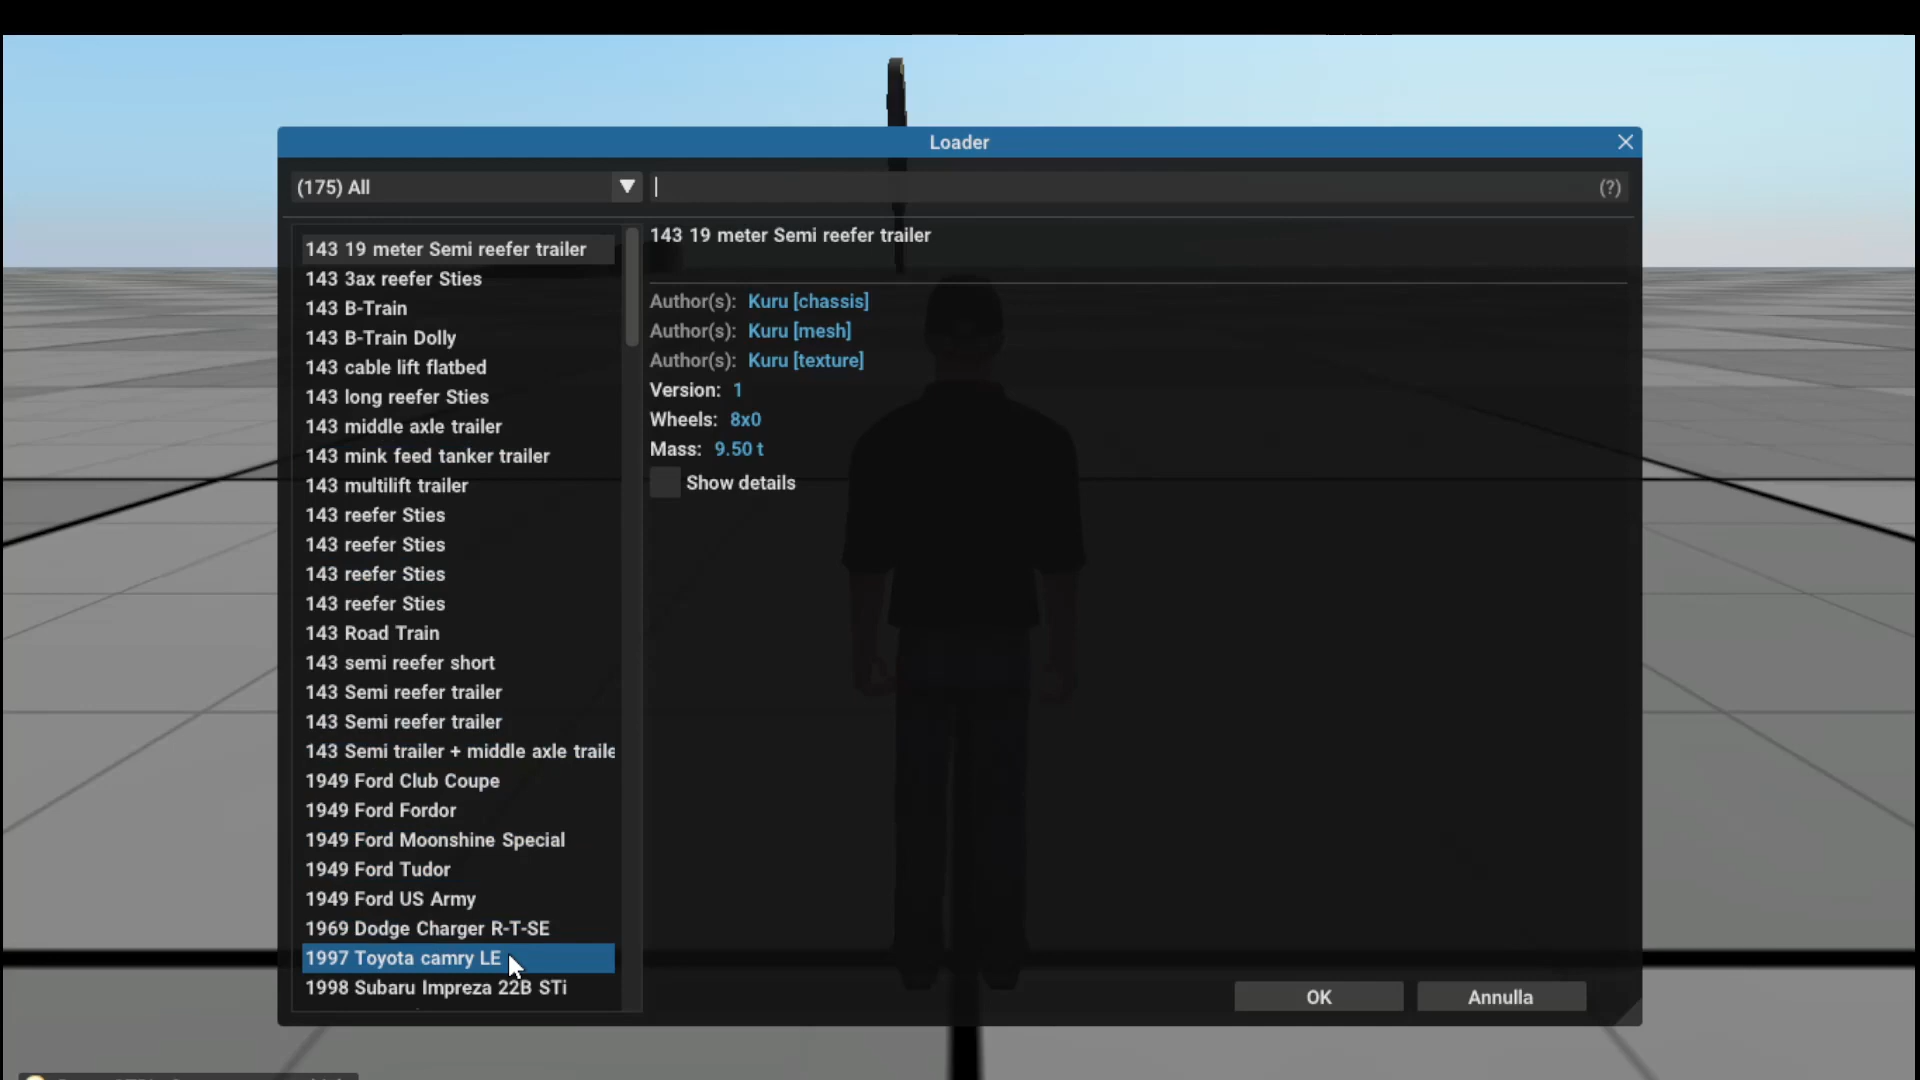 Loader
(175) All
(?)
143 19 meter Semi reefer trailer
143 3ax reefer Sties
143 B-Train
143 B-Train Dolly
143 cable lift flatbed
143 long reefer Sties
143 middle axle trailer
143 mink feed tanker trailer
143 multilift trailer
143 reefer Sties
143 reefer Sties
143 reefer Sties
143 reefer Sties
143 Road Train
143 semi reefer short
143 Semi reefer trailer
143 Semi reefer trailer
143 Semi trailer + middle axle traile
1949 Ford Club Coupe
1949 Ford Fordor
1949 Ford Moonshine Special
1949 Ford Tudor
1949 Ford US Army
1969 Dodge Charger R-T-SE
1997 Toyota camry LE
1998 Subaru Impreza 22B STi
143 19 meter Semi reefer trailer
Author(s): Kuru [chassis]
Author(s): Kuru [mesh]
Author(s): Kuru [texture]
Version: 1
Wheels: 8x0
Mass: 9.50 t
Show details
OK
Annulla